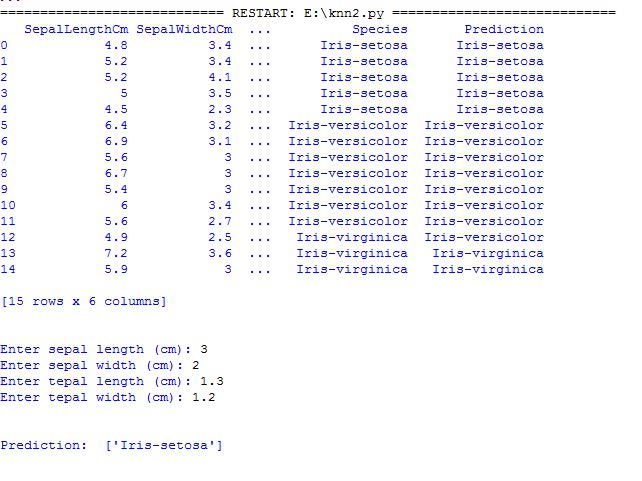 ============================ RESTART: E:\knn2.py ============================
   SepalLengthCm SepalWidthCm  ...          Species       Prediction
0            4.8          3.4  ...      Iris-setosa      Iris-setosa
1            5.2          3.4  ...      Iris-setosa      Iris-setosa
2            5.2          4.1  ...      Iris-setosa      Iris-setosa
3              5          3.5  ...      Iris-setosa      Iris-setosa
4            4.5          2.3  ...      Iris-setosa      Iris-setosa
5            6.4          3.2  ...  Iris-versicolor  Iris-versicolor
6            6.9          3.1  ...  Iris-versicolor  Iris-versicolor
7            5.6            3  ...  Iris-versicolor  Iris-versicolor
8            6.7            3  ...  Iris-versicolor  Iris-versicolor
9            5.4            3  ...  Iris-versicolor  Iris-versicolor
10             6          3.4  ...  Iris-versicolor  Iris-versicolor
11           5.6          2.7  ...  Iris-versicolor  Iris-versicolor
12           4.9          2.5  ...   Iris-virginica  Iris-versicolor
13           7.2          3.6  ...   Iris-virginica   Iris-virginica
14           5.9            3  ...   Iris-virginica   Iris-virginica
[15 rows x 6 columns]
Enter sepal length (cm): 3
Enter sepal width (cm): 2
Enter tepal length (cm): 1.3
Enter tepal width (cm): 1.2
Prediction:  ['Iris-setosa']